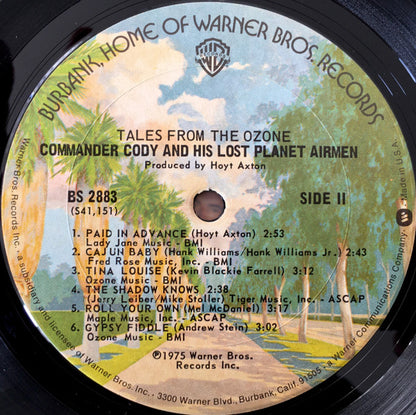 BURBANK, HOME OF WARNER BROS. RECORDS
TALES FROM THE OZONE
COMMANDER CODY AND HIS LOST PLANET AIRMEN
Produced by Hoyt Axton
BS 2883
(S41,151)
SIDE II
1. PAID IN ADVANCE (Hoyt Axton) 2:53
Lady Jane Music - BMI
2. CAJUN BABY (Hank Williams/Hank Williams Jr.) 2:43
Fred Rose Music, Inc. - BMI
3. TINA LOUISE (Kevin Blackie Farrell) 3:12
Ozone Music - BMI
4. THE SHADOW KNOWS 2:38
(Jerry Leiber/Mike Stoller) Tiger Music, Inc. - ASCAP
5. ROLL YOUR OWN (Mel McDaniel) 3:19
Maple Music, Inc. - ASCAP
6. GYPSY FIDDLE (Andrew Stein) 3:02
Ozone Music - BMI
℗1975 Warner Bros.
Records Inc.
Warner Bros. Records Inc., a subsidiary and licensee of Warner Bros. Inc., 3300 Warner Blvd., Burbank, Calif. 91505 • a Warner Communications Company
W
Made in U.S.A.